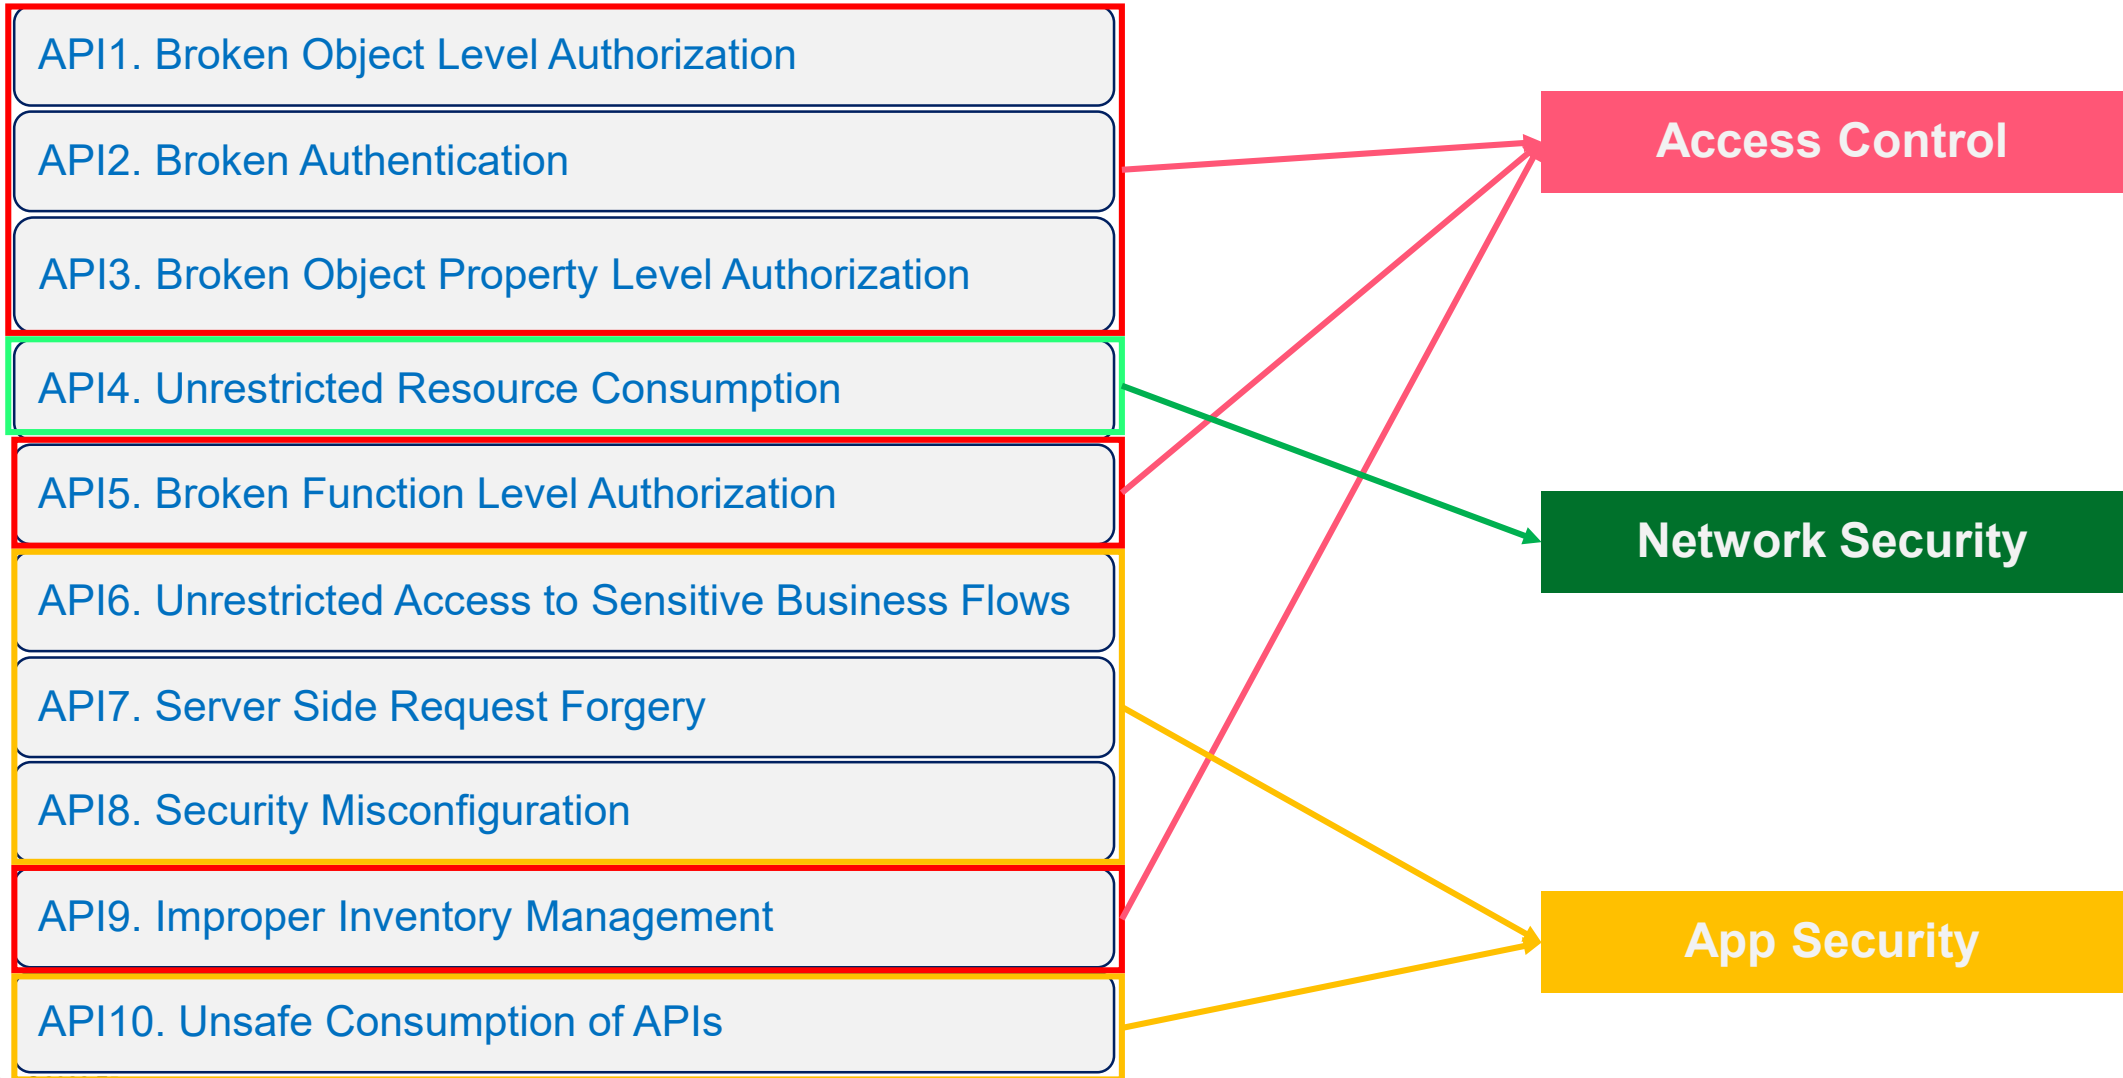 API1. Broken Object Level Authorization
API2. Broken Authentication
API3. Broken Object Property Level Authorization
API4. Unrestricted Resource Consumption
API5. Broken Function Level Authorization
API6. Unrestricted Access to Sensitive Business Flows
API7. Server Side Request Forgery
API8. Security Misconfiguration
API9. Improper Inventory Management
API10. Unsafe Consumption of APIs
Access Control
Network Security
App Security